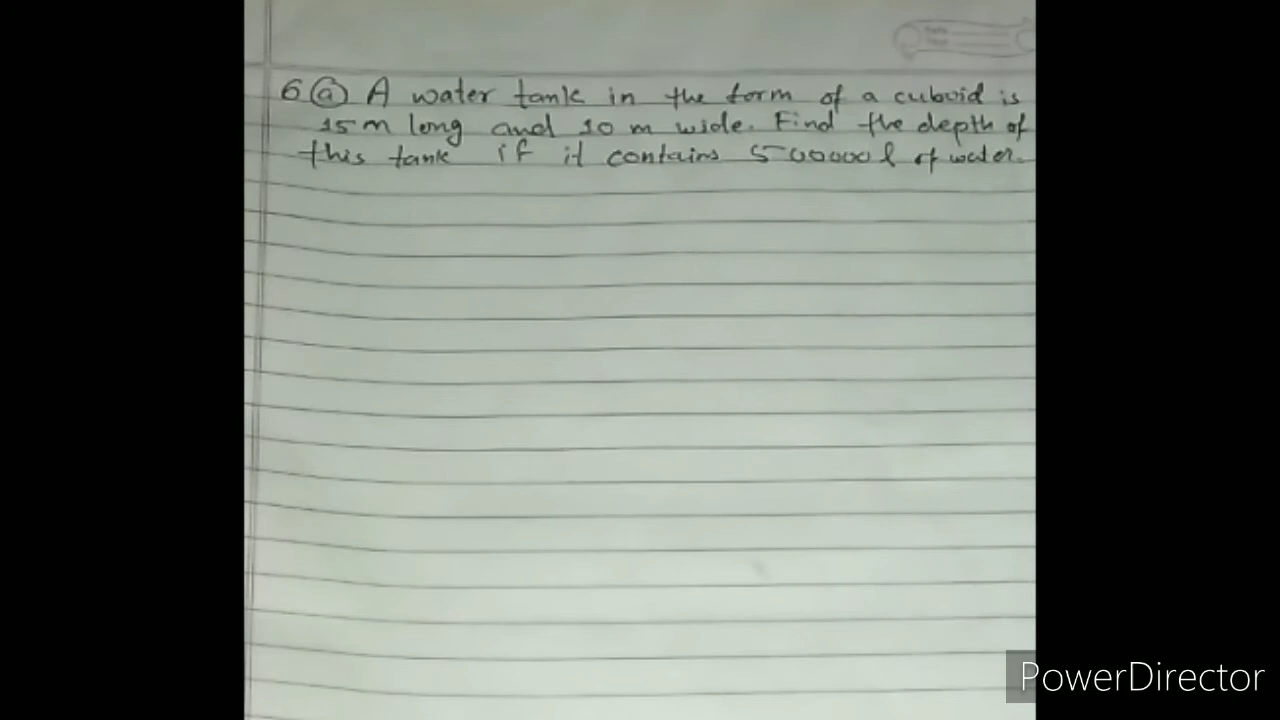 6 (a) A water tank in the form of a cuboid is
15 m long and 10 m wide. Find the depth of
this tank if it contains 500000 l of water.
PowerDirector